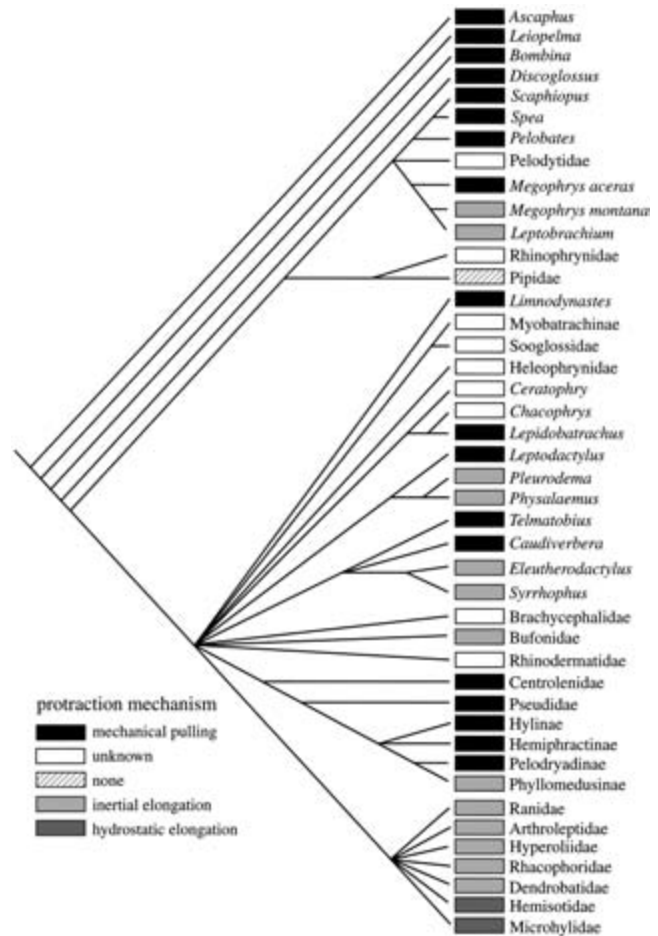 Ascaphus
Leiopelma
Bombina
Discoglossus
Scaphiopus
Spea
Pelobates
Pelodytidae
Megophrys aceras
Megophrys montana
Leptobrachium
Rhinophrynidae
Pipidae
Limnodynastes
Myobatrachinae
Sooglossidae
Heleophrynidae
Ceratophry
Chacophrys
Lepidobatrachus
Leptodactylus
Pleurodema
Physalaemus
Telmatobius
Caudiverbera
Eleutherodactylus
Syrrhophus
Brachycephalidae
Bufonidae
Rhinodermatidae
Centrolenidae
Pseudidae
Hylinae
Hemiphractinae
Pelodryadinae
Phyllomedusinae
Ranidae
Arthroleptidae
Hyperoliidae
Rhacophoridae
Dendrobatidae
Hemisotidae
Microhylidae
protraction mechanism
mechanical pulling
unknown
none
inertial elongation
hydrostatic elongation